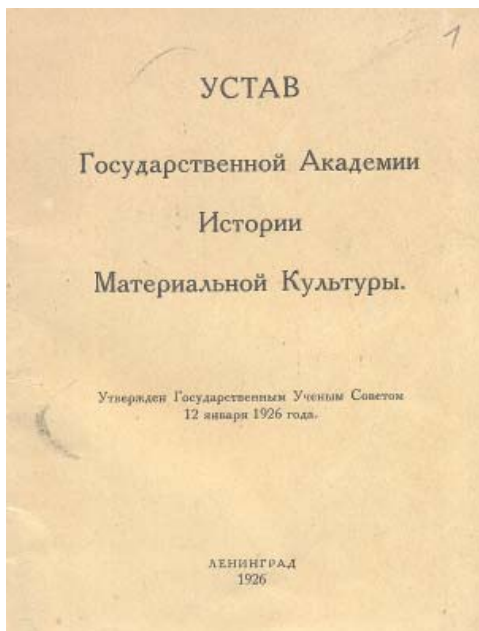 1
УСТАВ
Государственной Академии
Истории
Материальной Культуры.
Утвержден Государственным Ученым Советом
12 января 1926 года.
ЛЕНИНГРАД
1926